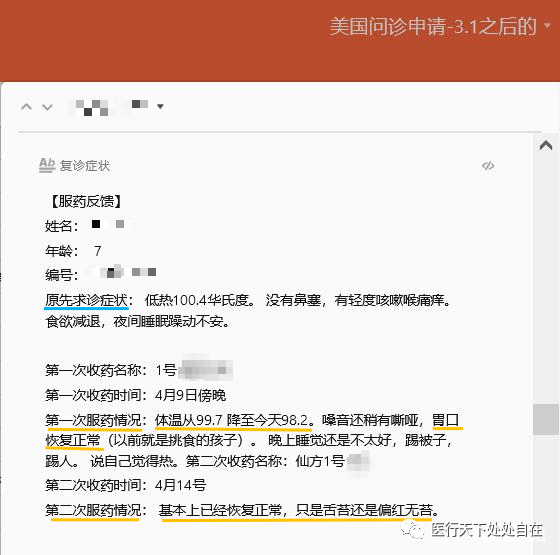 美国问诊申请-3.1之后的
Ab 复诊症状
【服药反馈】
姓名：
年龄： 7
编号：
原先求诊症状： 低热100.4华氏度。 没有鼻塞，有轻度咳嗽喉痛痒。
食欲减退，夜间睡眠躁动不安。
第一次收药名称：1号
第一次收药时间：4月9日傍晚
第一次服药情况：体温从99.7 降至今天98.2。嗓音还稍有嘶哑，胃口
恢复正常（以前就是挑食的孩子）。 晚上睡觉还是不太好，踢被子，
踢人。 说自己觉得热。第二次收药名称：仙方1号
第二次收药时间：4月14号
第二次服药情况： 基本上已经恢复正常，只是舌苔还是偏红无苔。
医行天下处处自在